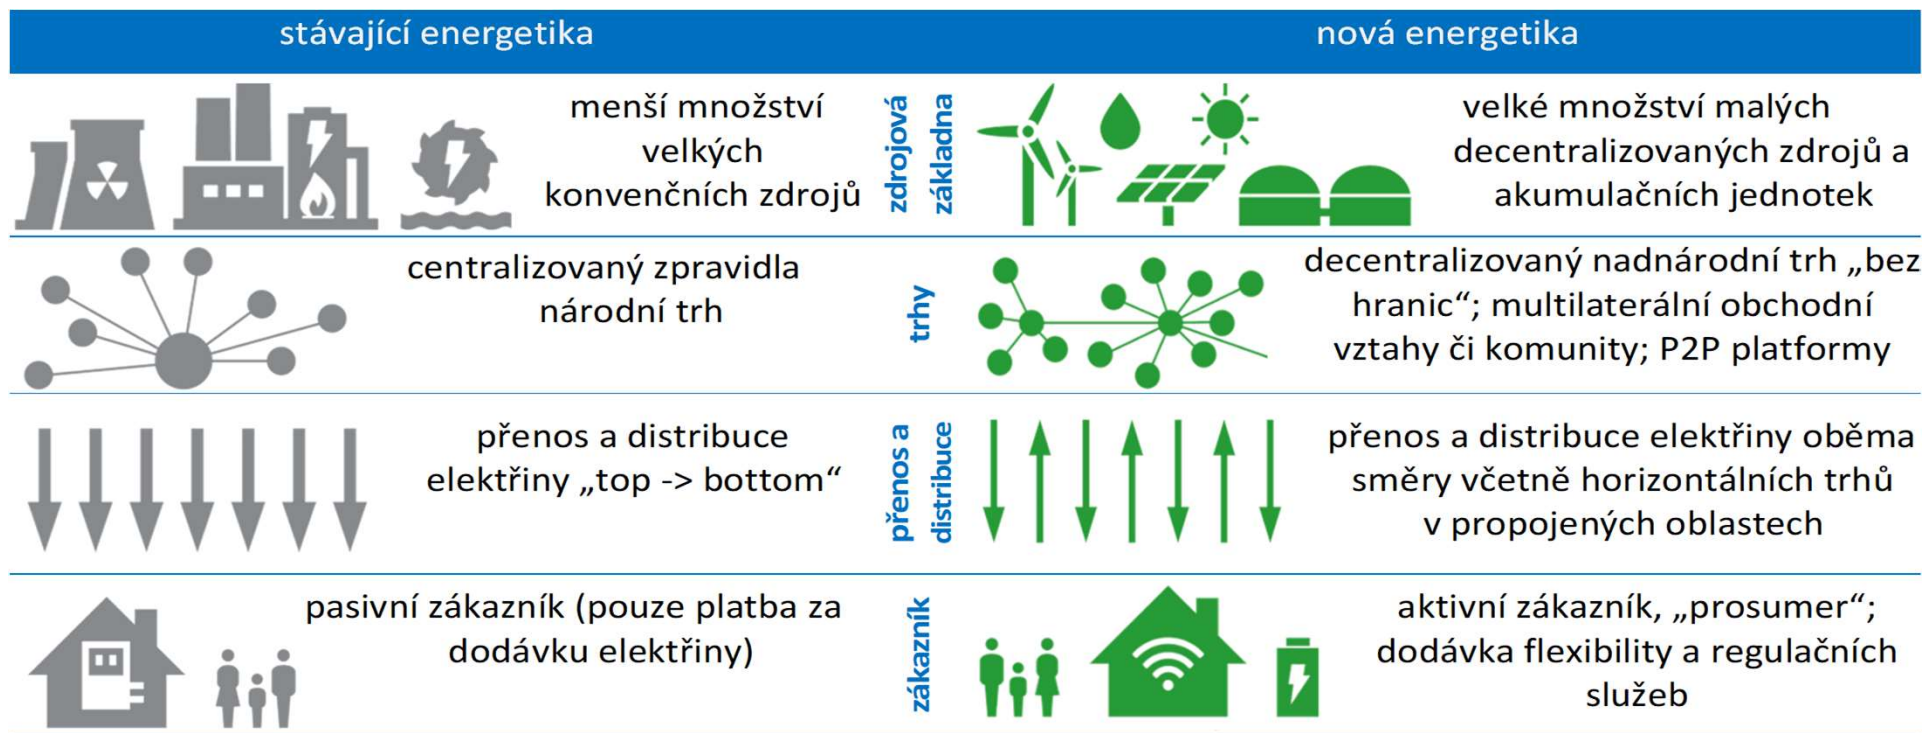 stávající energetika
nová energetika
menší množství
velkých
konvenčních zdrojů
zdrojová
základna
velké množství malých
decentralizovaných zdrojů a
akumulačních jednotek
centralizovaný zpravidla
národní trh
trhy
decentralizovaný nadnárodní trh „bez
hranic“; multilaterální obchodní
vztahy či komunity; P2P platformy
přenos a distribuce
elektřiny „top -> bottom“
přenos a
distribuce
přenos a distribuce elektřiny oběma
směry včetně horizontálních trhů
v propojených oblastech
pasivní zákazník (pouze platba za
dodávku elektřiny)
zákazník
aktivní zákazník, „prosumer“;
dodávka flexibility a regulačních
služeb